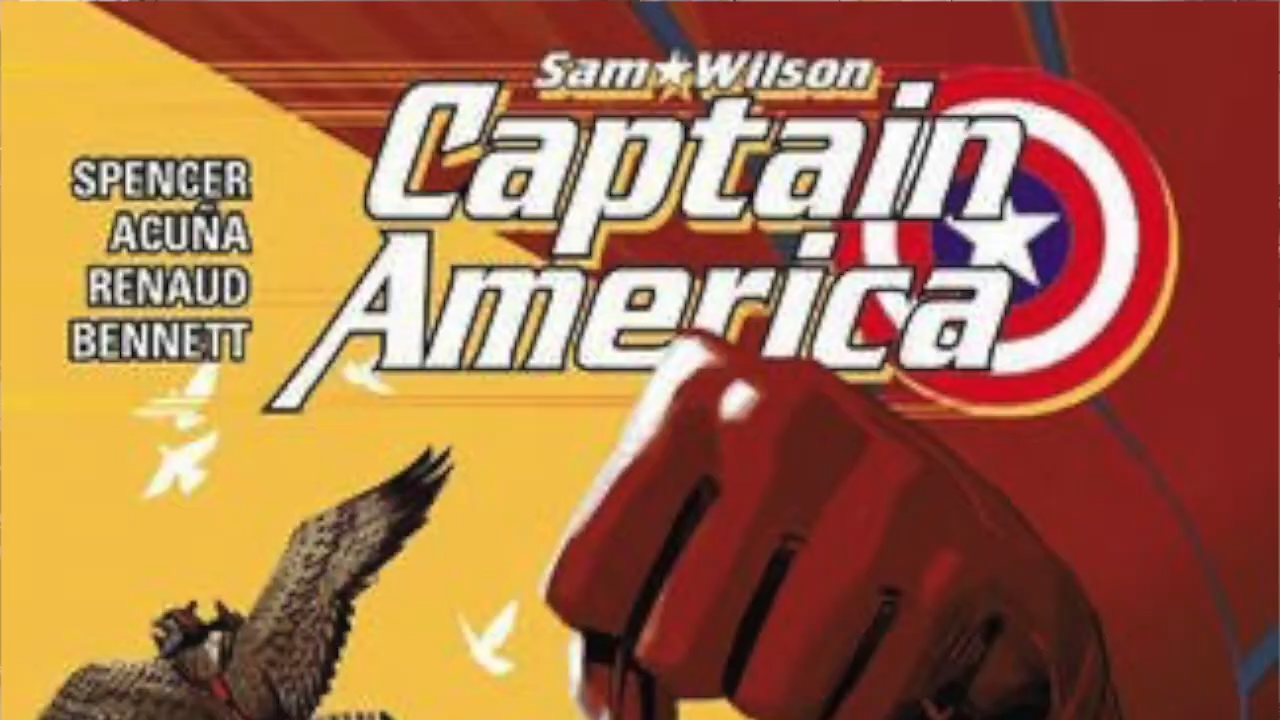 Sam★Wilson
Captain
America
SPENCER
ACUÑA
RENAUD
BENNETT